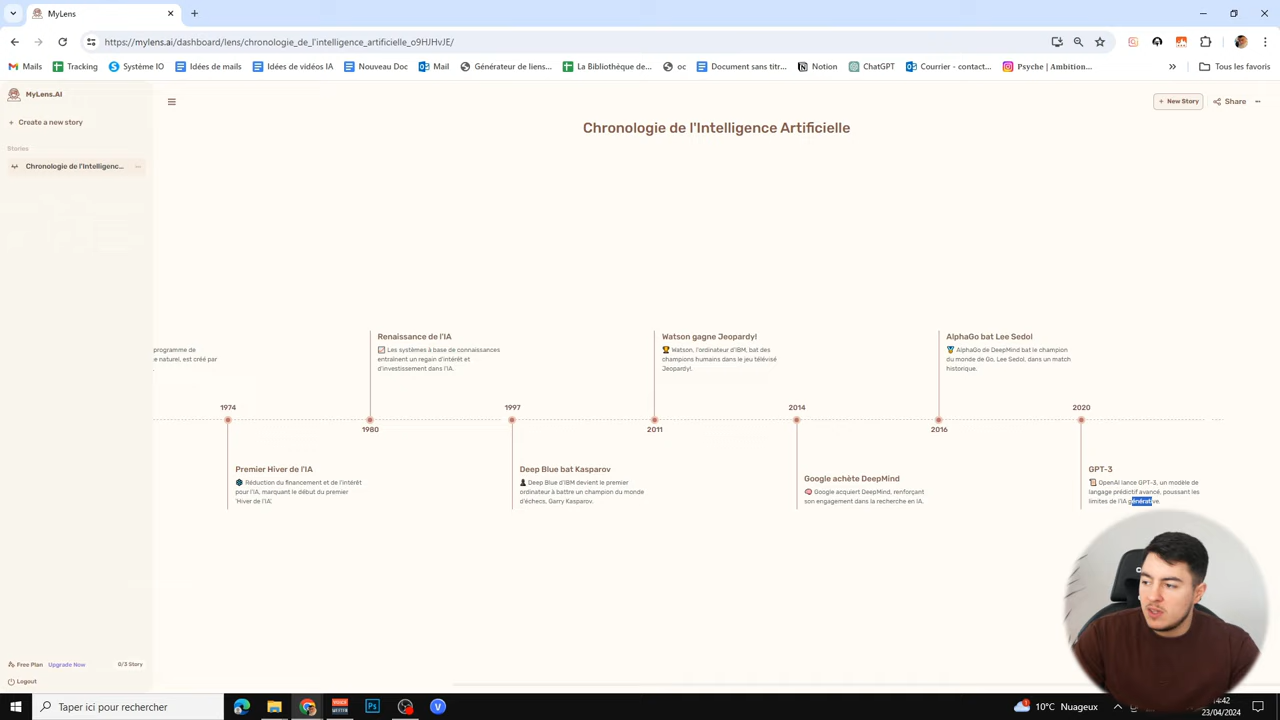 MyLens
https://mylens.ai/dashboard/lens/chronologie_de_l'intelligence_artificielle_o9HJHvJE/
Mails
Tracking
Système IO
Idées de mails
Idées de vidéos IA
Nouveau Doc
Mail
Générateur de liens...
La Bibliothèque de...
oc
Document sans titr...
Notion
ChatGPT
Courrier - contact...
Psyche | Ambition...
»
Tous les favoris
MyLens.AI
+ Create a new story
Stories
Chronologie de l'Intelligenc...
+ New Story
Share
Chronologie de l'Intelligence Artificielle
programme de
e naturel, est créé par
Renaissance de l'IA
Les systèmes à base de connaissances
entraînent un regain d'intérêt et
d'investissement dans l'IA.
Watson gagne Jeopardy!
Watson, l'ordinateur d'IBM, bat des
champions humains dans le jeu télévisé
Jeopardy!.
AlphaGo bat Lee Sedol
AlphaGo de DeepMind bat le champion
du monde de Go, Lee Sedol, dans un match
historique.
1974
1980
1997
2011
2014
2016
2020
Premier Hiver de l'IA
Réduction du financement et de l'intérêt
pour l'IA, marquant le début du premier
'Hiver de l'IA'.
Deep Blue bat Kasparov
Deep Blue d'IBM devient le premier
ordinateur à battre un champion du monde
d'échecs, Garry Kasparov.
Google achète DeepMind
Google acquiert DeepMind, renforçant
son engagement dans la recherche en IA.
GPT-3
OpenAI lance GPT-3, un modèle de
langage prédictif avancé, poussant les
limites de l'IA générative.
Free Plan
Upgrade Now
0/3 Story
Logout
Taper ici pour rechercher
10°C Nuageux
14:42
23/04/2024